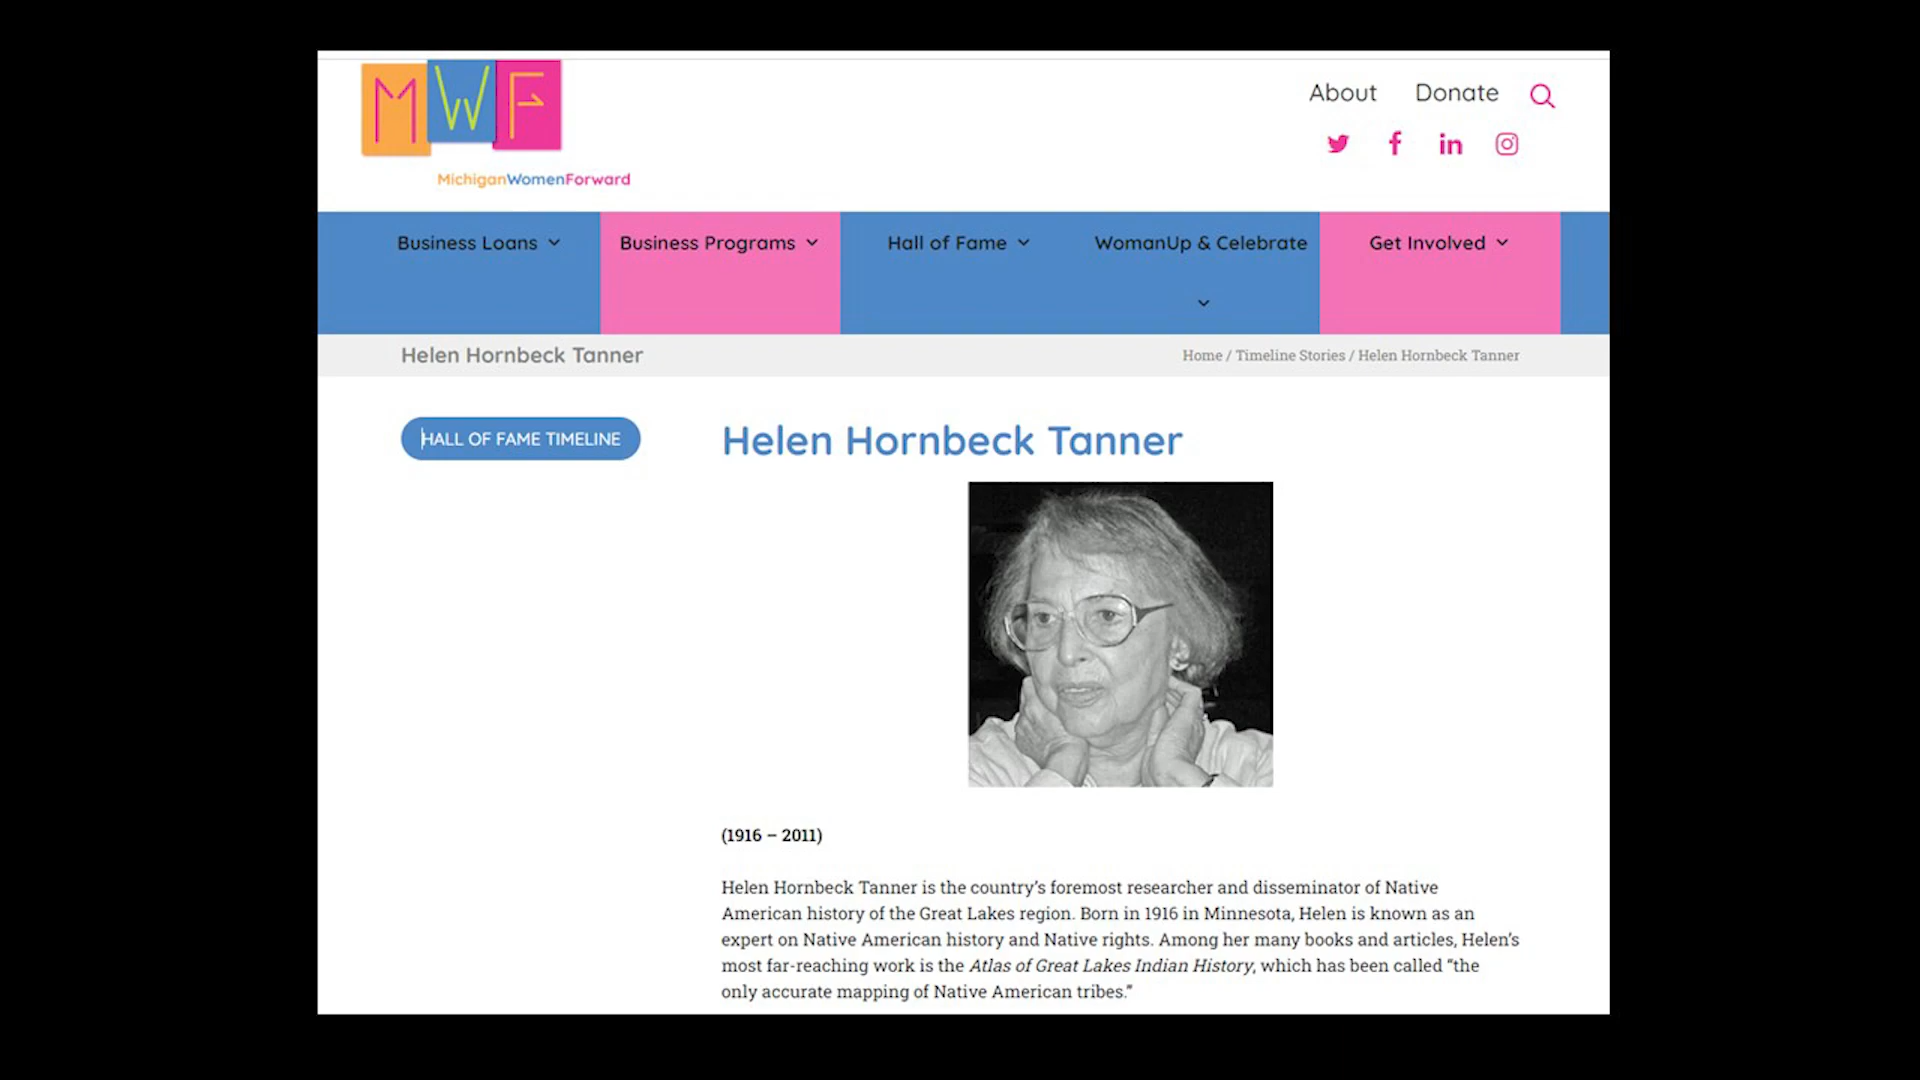 MWF
MichiganWomenForward
About Donate
Business Loans
Business Programs
Hall of Fame
WomanUp & Celebrate
Get Involved
Helen Hornbeck Tanner
Home / Timeline Stories / Helen Hornbeck Tanner
HALL OF FAME TIMELINE
Helen Hornbeck Tanner
(1916 – 2011)
Helen Hornbeck Tanner is the country’s foremost researcher and disseminator of Native
American history of the Great Lakes region. Born in 1916 in Minnesota, Helen is known as an
expert on Native American history and Native rights. Among her many books and articles, Helen’s
most far-reaching work is the Atlas of Great Lakes Indian History, which has been called “the
only accurate mapping of Native American tribes.”